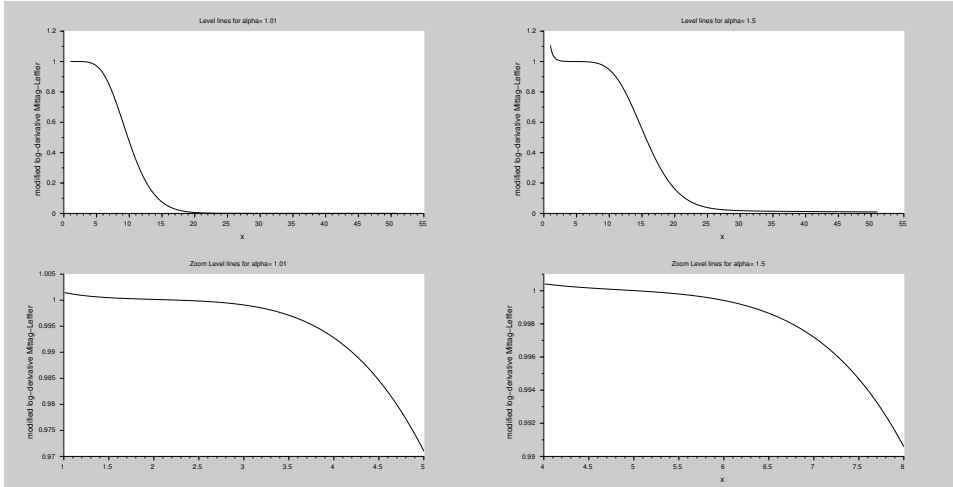 Level lines for alpha= 1.01
modified log−derivative Mittag−Leffler
1.2
1
0.8
0.6
0.4
0.2
0
0 5 10 15 20 25 30 35 40 45 50 55
x
Level lines for alpha= 1.5
modified log−derivative Mittag−Leffler
1.2
1
0.8
0.6
0.4
0.2
0
0 5 10 15 20 25 30 35 40 45 50 55
x
Zoom Level lines for alpha= 1.01
modified log−derivative Mittag−Leffler
1.005
1
0.995
0.99
0.985
0.98
0.975
0.97
1 1.5 2 2.5 3 3.5 4 4.5 5
Zoom Level lines for alpha= 1.5
modified log−derivative Mittag−Leffler
1
0.998
0.996
0.994
0.992
0.99
4 4.5 5 5.5 6 6.5 7 7.5 8
x